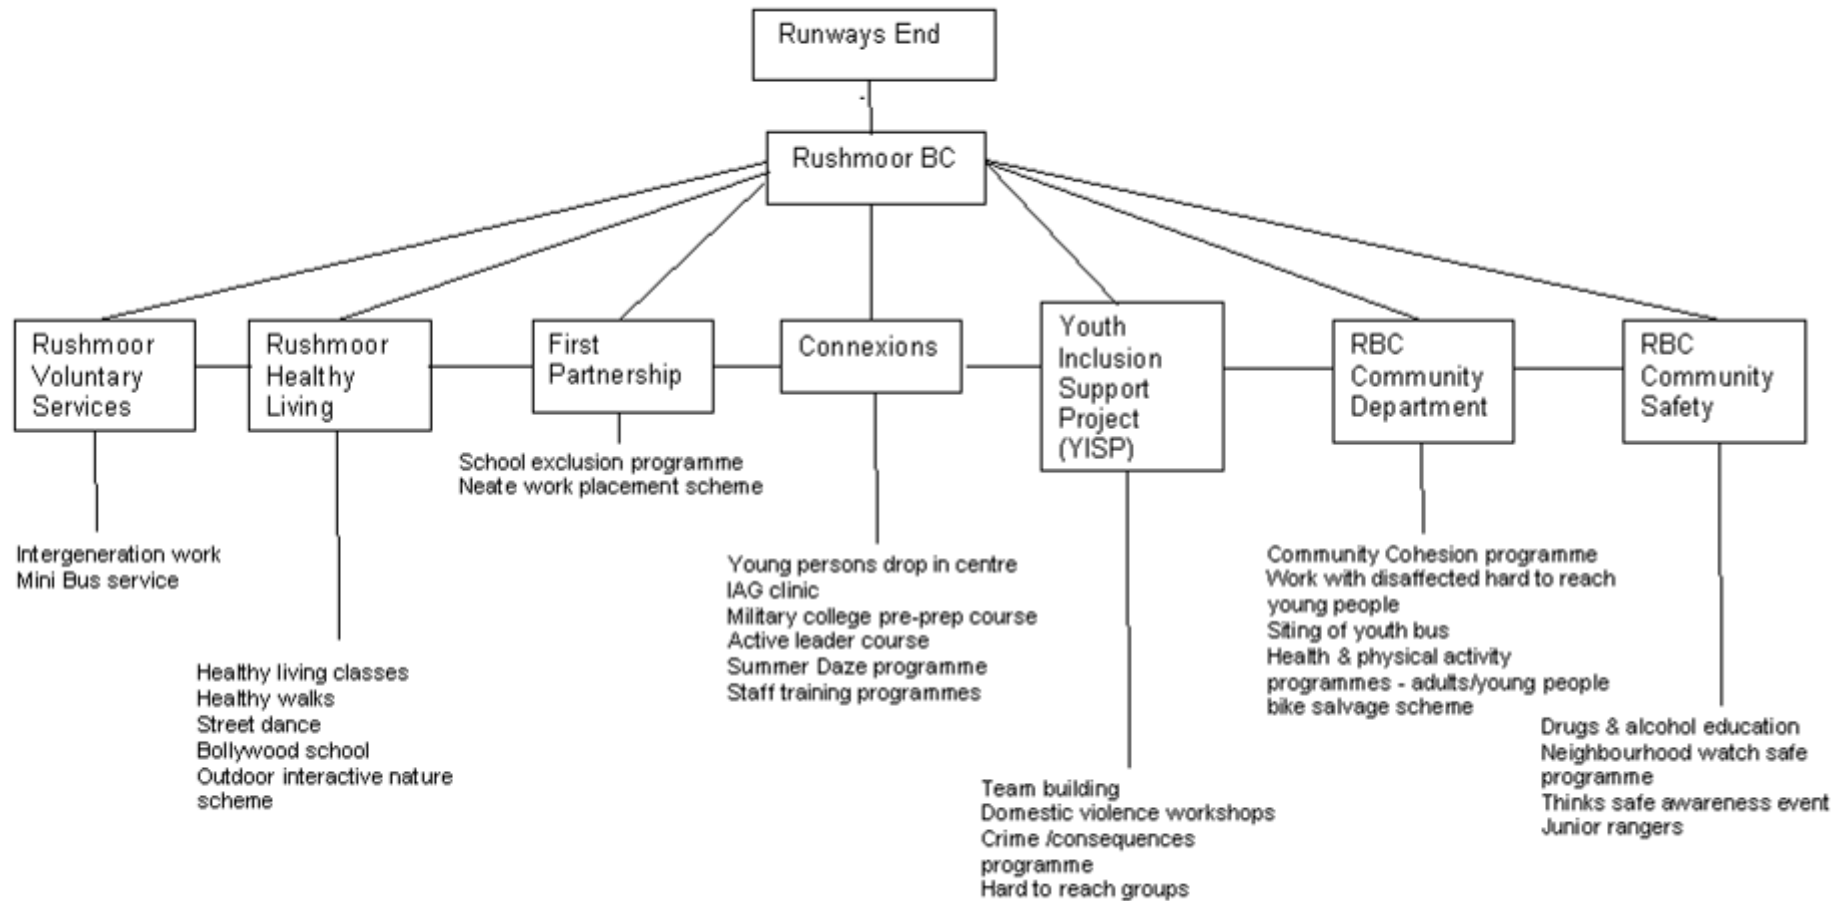 Runways End
-
Rushmoor BC
Rushmoor
Voluntary
Services
Rushmoor
Healthy
Living
First
Partnership
Connexions
Youth
Inclusion
Support
Project
(YISP)
RBC
Community
Department
RBC
Community
Safety
Intergeneration work
Mini Bus service
Healthy living classes
Healthy walks
Street dance
Bollywood school
Outdoor interactive nature
scheme
School exclusion programme
Neate work placement scheme
Young persons drop in centre
IAG clinic
Military college pre-prep course
Active leader course
Summer Daze programme
Staff training programmes
Team building
Domestic violence workshops
Crime /consequences
programme
Hard to reach groups
Community Cohesion programme
Work with disaffected hard to reach
young people
Siting of youth bus
Health & physical activity
programmes - adults/young people
bike salvage scheme
Drugs & alcohol education
Neighbourhood watch safe
programme
Thinks safe awareness event
Junior rangers